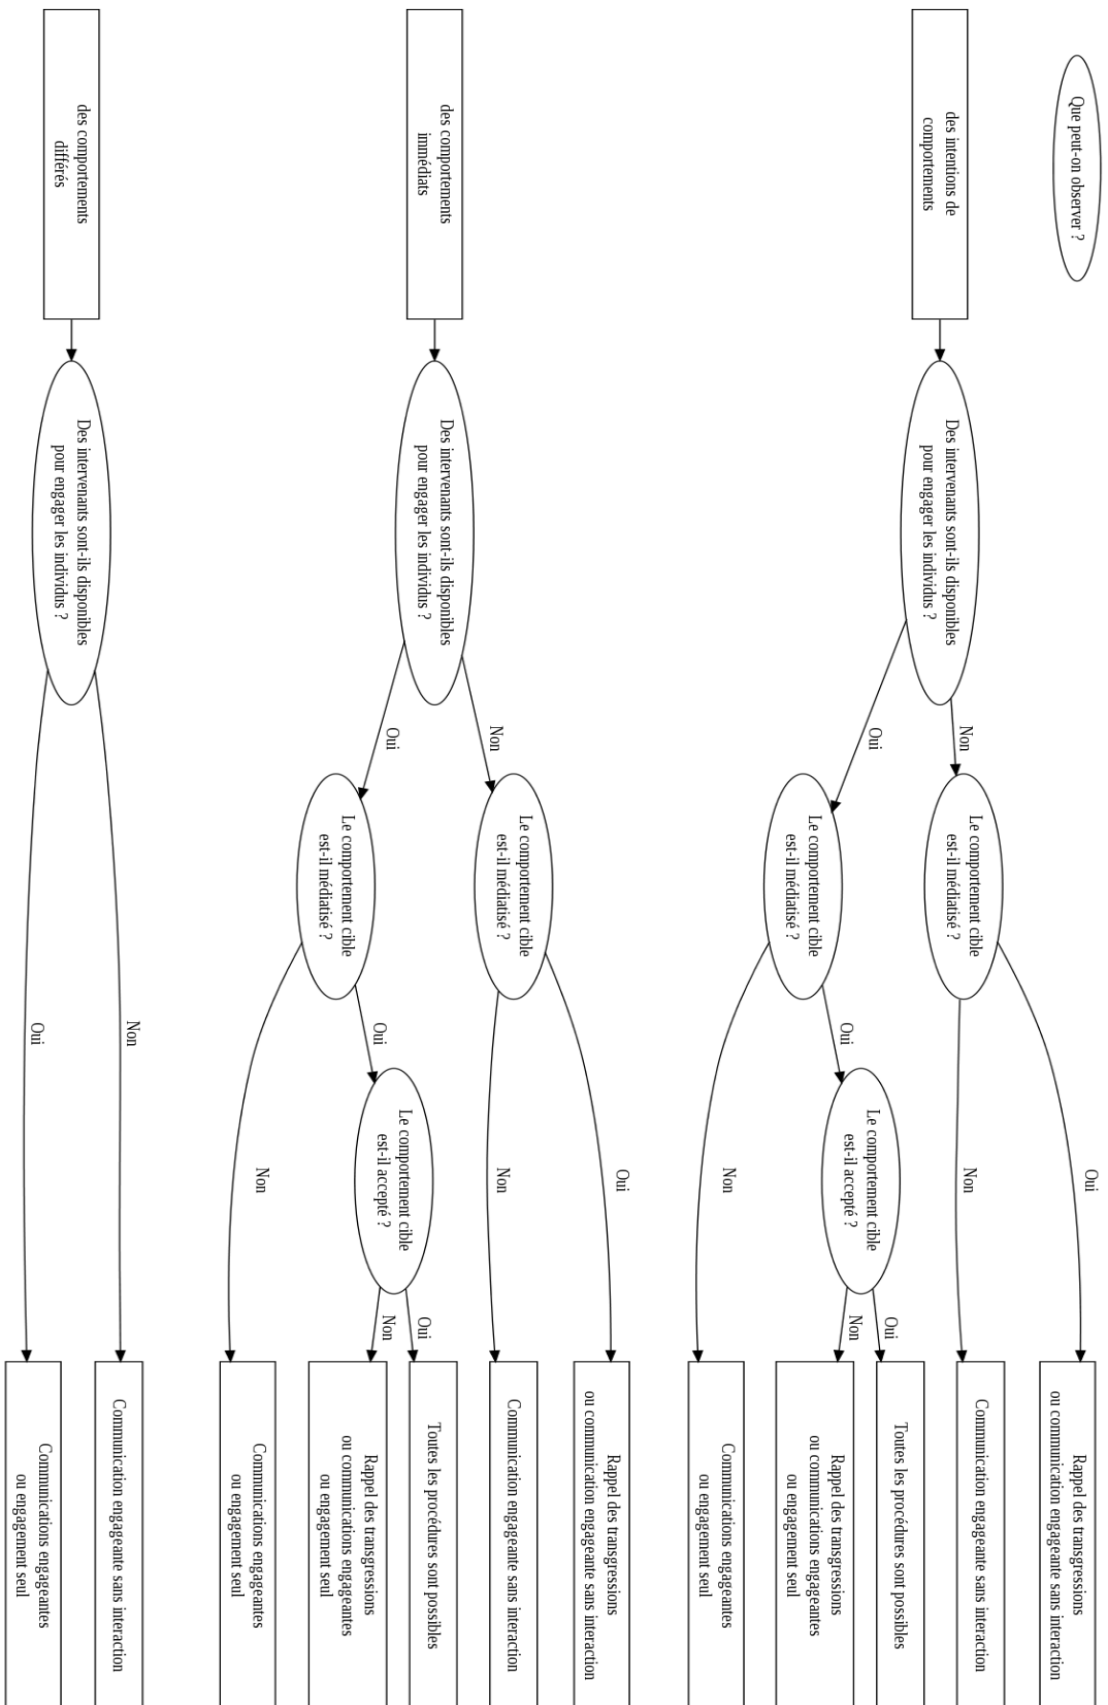 Que peut-on observer ?
des intentions de
comportements
Des intervenants sont-ils disponibles
pour engager les individus ?
Non
Oui
Le comportement cible
est-il médiatisé ?
Oui
Non
Rappel des transgressions
ou communication engageante sans interaction
Communication engageante sans interaction
Le comportement cible
est-il médiatisé ?
Oui
Non
Le comportement cible
est-il accepté ?
Oui
Non
Toutes les procédures sont possibles
Rappel des transgressions
ou communications engageantes
ou engagement seul
Communications engageantes
ou engagement seul
des comportements
immédiats
Des intervenants sont-ils disponibles
pour engager les individus ?
Non
Oui
Le comportement cible
est-il médiatisé ?
Oui
Non
Rappel des transgressions
ou communication engageante sans interaction
Communication engageante sans interaction
Le comportement cible
est-il médiatisé ?
Oui
Non
Le comportement cible
est-il accepté ?
Oui
Non
Toutes les procédures sont possibles
Rappel des transgressions
ou communications engageantes
ou engagement seul
Communications engageantes
ou engagement seul
des comportements
différés
Des intervenants sont-ils disponibles
pour engager les individus ?
Non
Oui
Communication engageante sans interaction
Communications engageantes
ou engagement seul